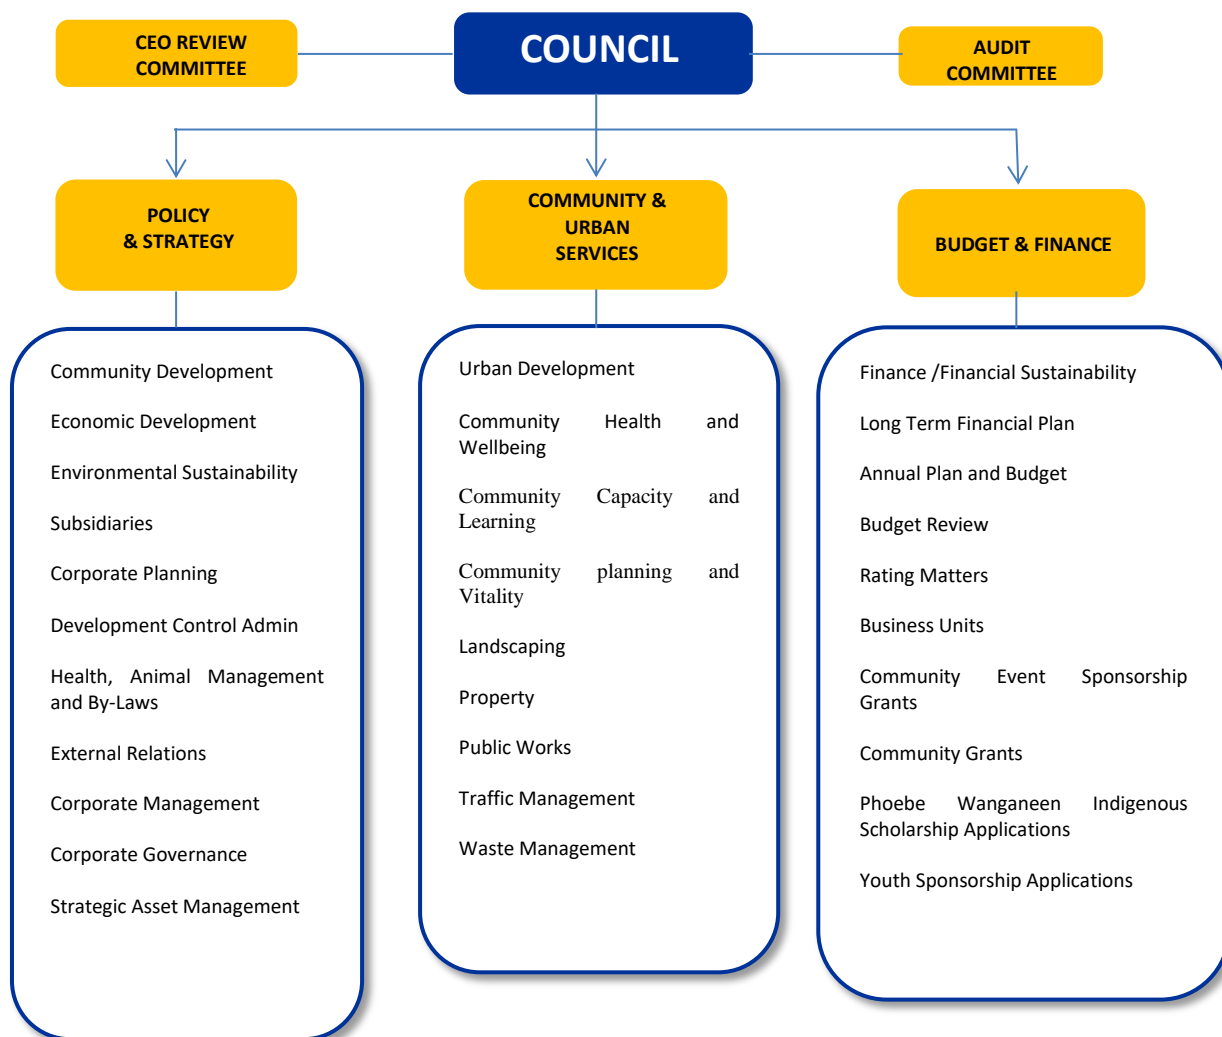 CEO REVIEW
COMMITTEE
COUNCIL
AUDIT
COMMITTEE
POLICY
& STRATEGY
COMMUNITY &
URBAN
SERVICES
BUDGET & FINANCE
Community Development
Economic Development
Environmental Sustainability
Subsidiaries
Corporate Planning
Development Control Admin
Health, Animal Management
and By-Laws
External Relations
Corporate Management
Corporate Governance
Strategic Asset Management
Urban Development
Community Health and
Wellbeing
Community Capacity and
Learning
Community planning and
Vitality
Landscaping
Property
Public Works
Traffic Management
Waste Management
Finance /Financial Sustainability
Long Term Financial Plan
Annual Plan and Budget
Budget Review
Rating Matters
Business Units
Community Event Sponsorship
Grants
Community Grants
Phoebe Wanganeen Indigenous
Scholarship Applications
Youth Sponsorship Applications